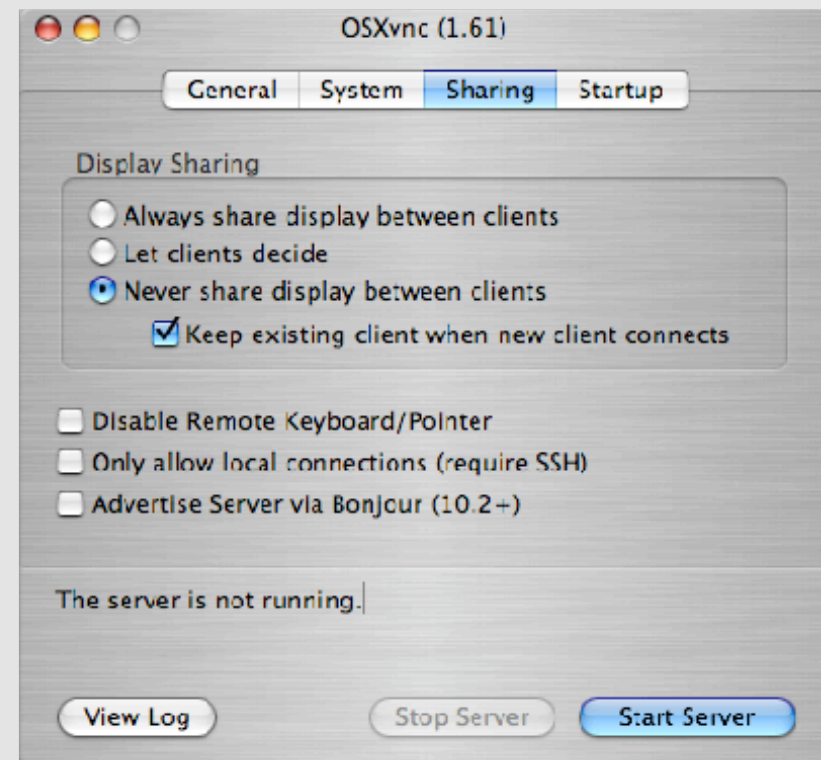 OSXvnc (1.61)
General System Sharing Startup
Display Sharing
Always share display between clients
Let clients decide
Never share display between clients
Keep existing client when new client connects
Disable Remote Keyboard/Pointer
Only allow local connections (require SSH)
Advertise Server via Bonjour (10.2+)
The server is not running.
View Log Stop Server Start Server